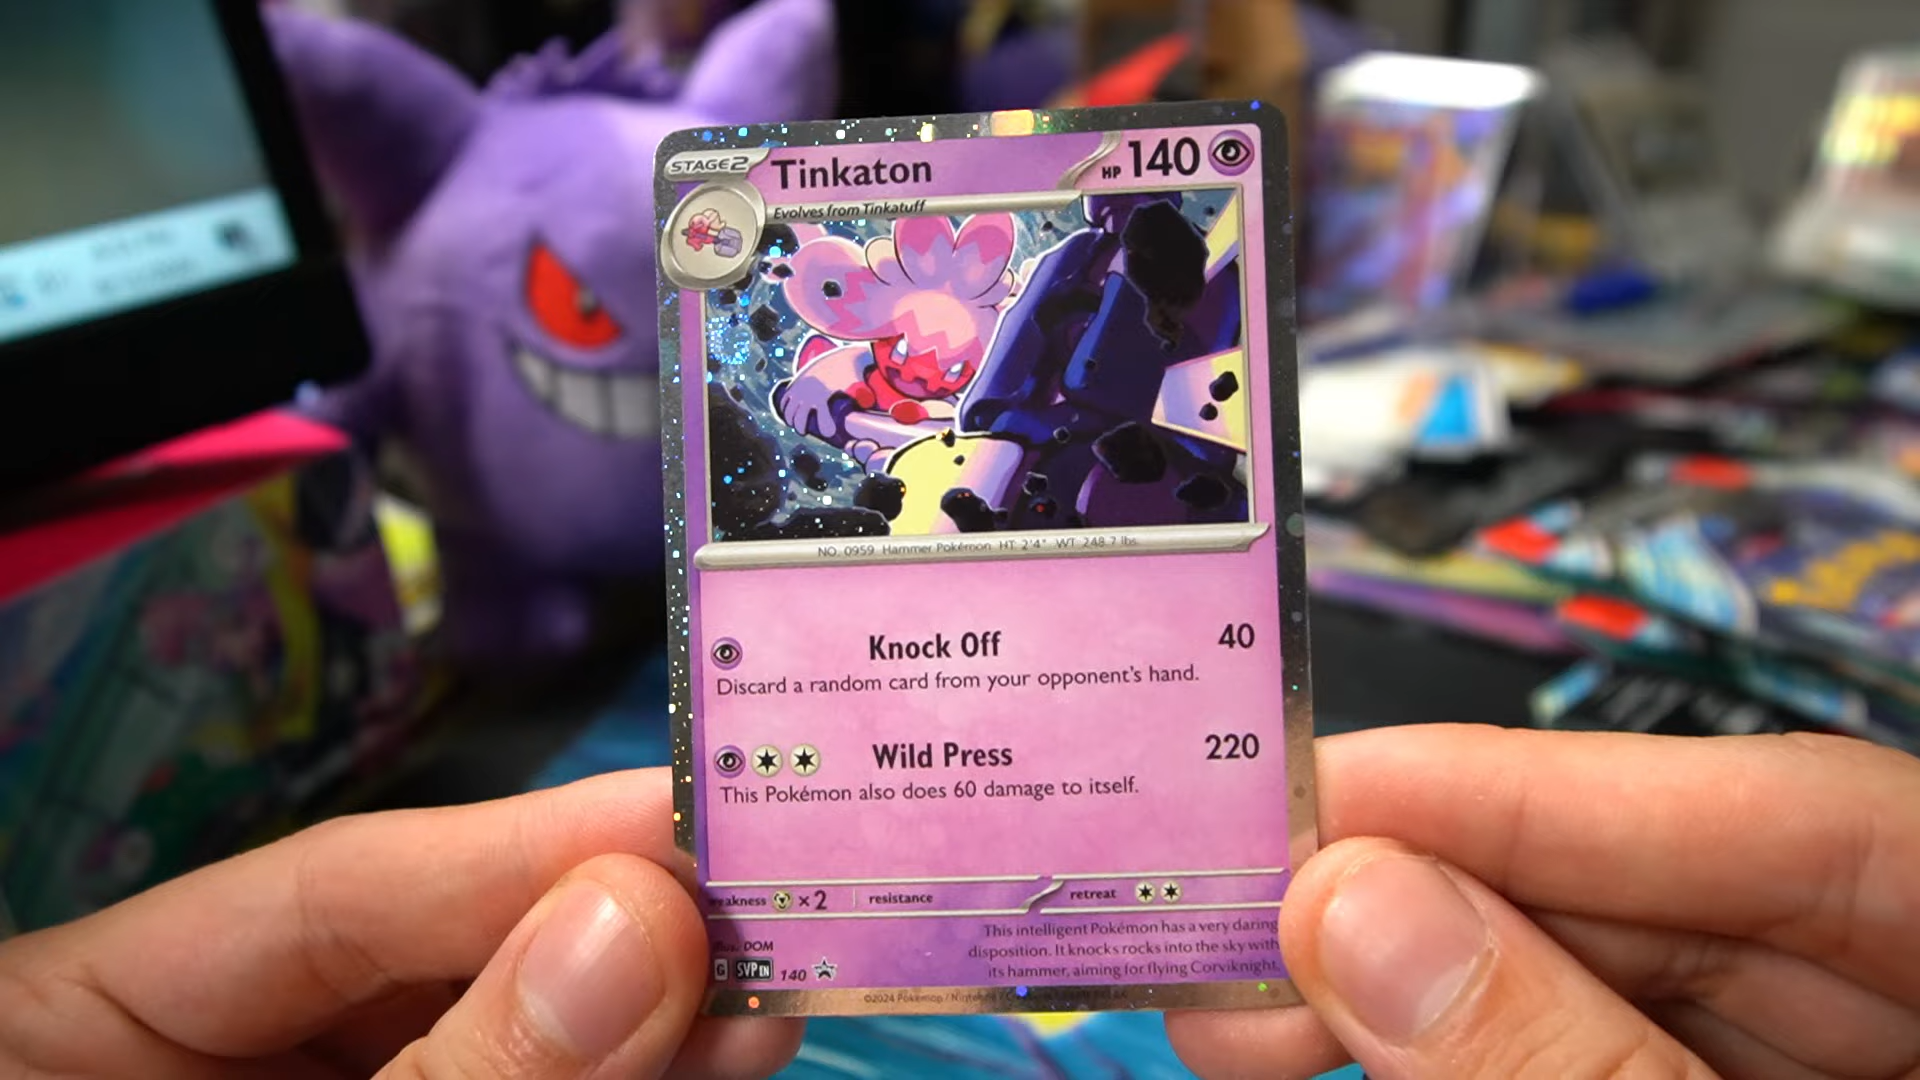 STAGE2 Tinkaton HP 140
Evolves from Tinkatuff
NO. 0959 Hammer Pokémon HT: 2'4" WT: 248.7 lbs.
Knock Off 40
Discard a random card from your opponent's hand.
Wild Press 220
This Pokémon also does 60 damage to itself.
weakness ×2 resistance retreat
This intelligent Pokémon has a very daring
disposition. It knocks rocks into the sky with
its hammer, aiming for flying Corviknight.
Illus. DOM
G SVP EN 140
©2024 Pokémon / Nintendo /